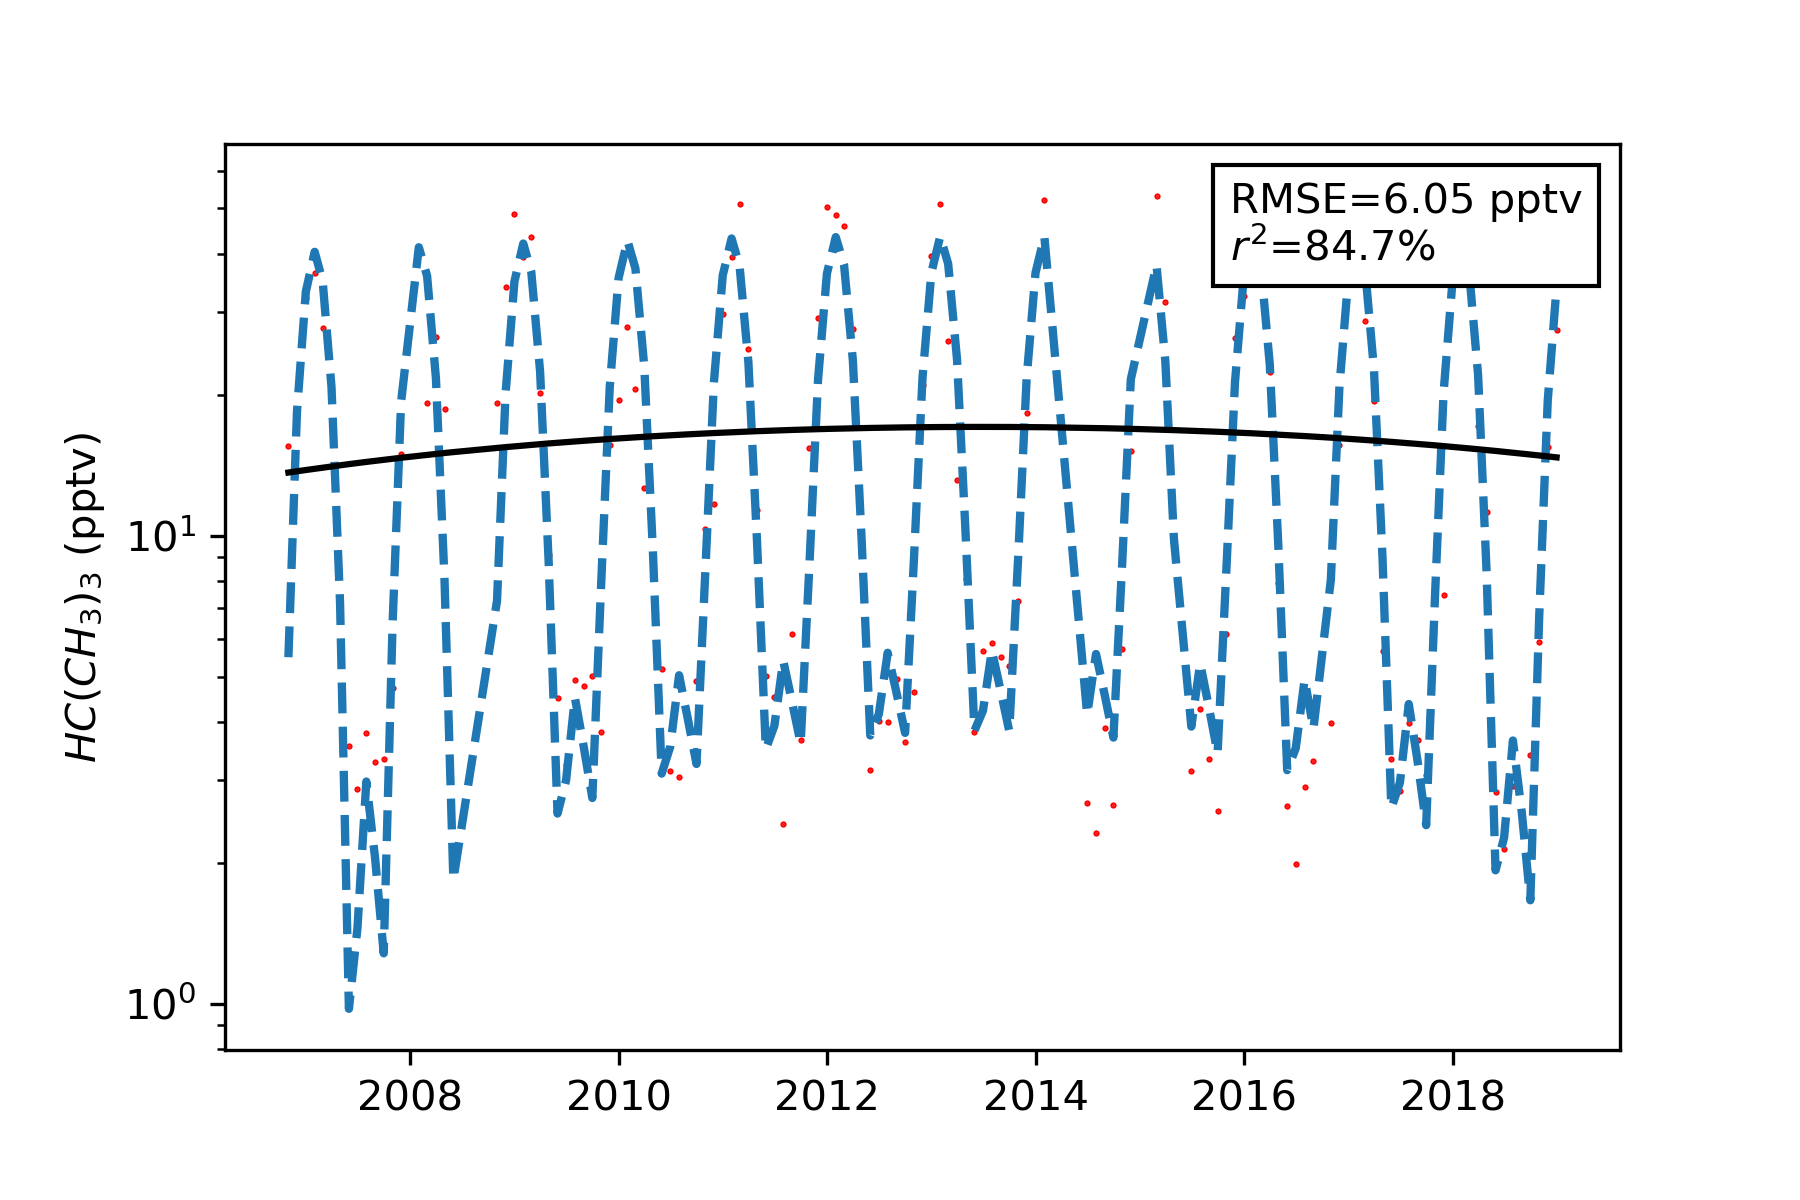 RMSE=6.05 pptv
r²=84.7%
HC(CH₃)₃ (pptv)
10¹
10⁰
2008 2010 2012 2014 2016 2018